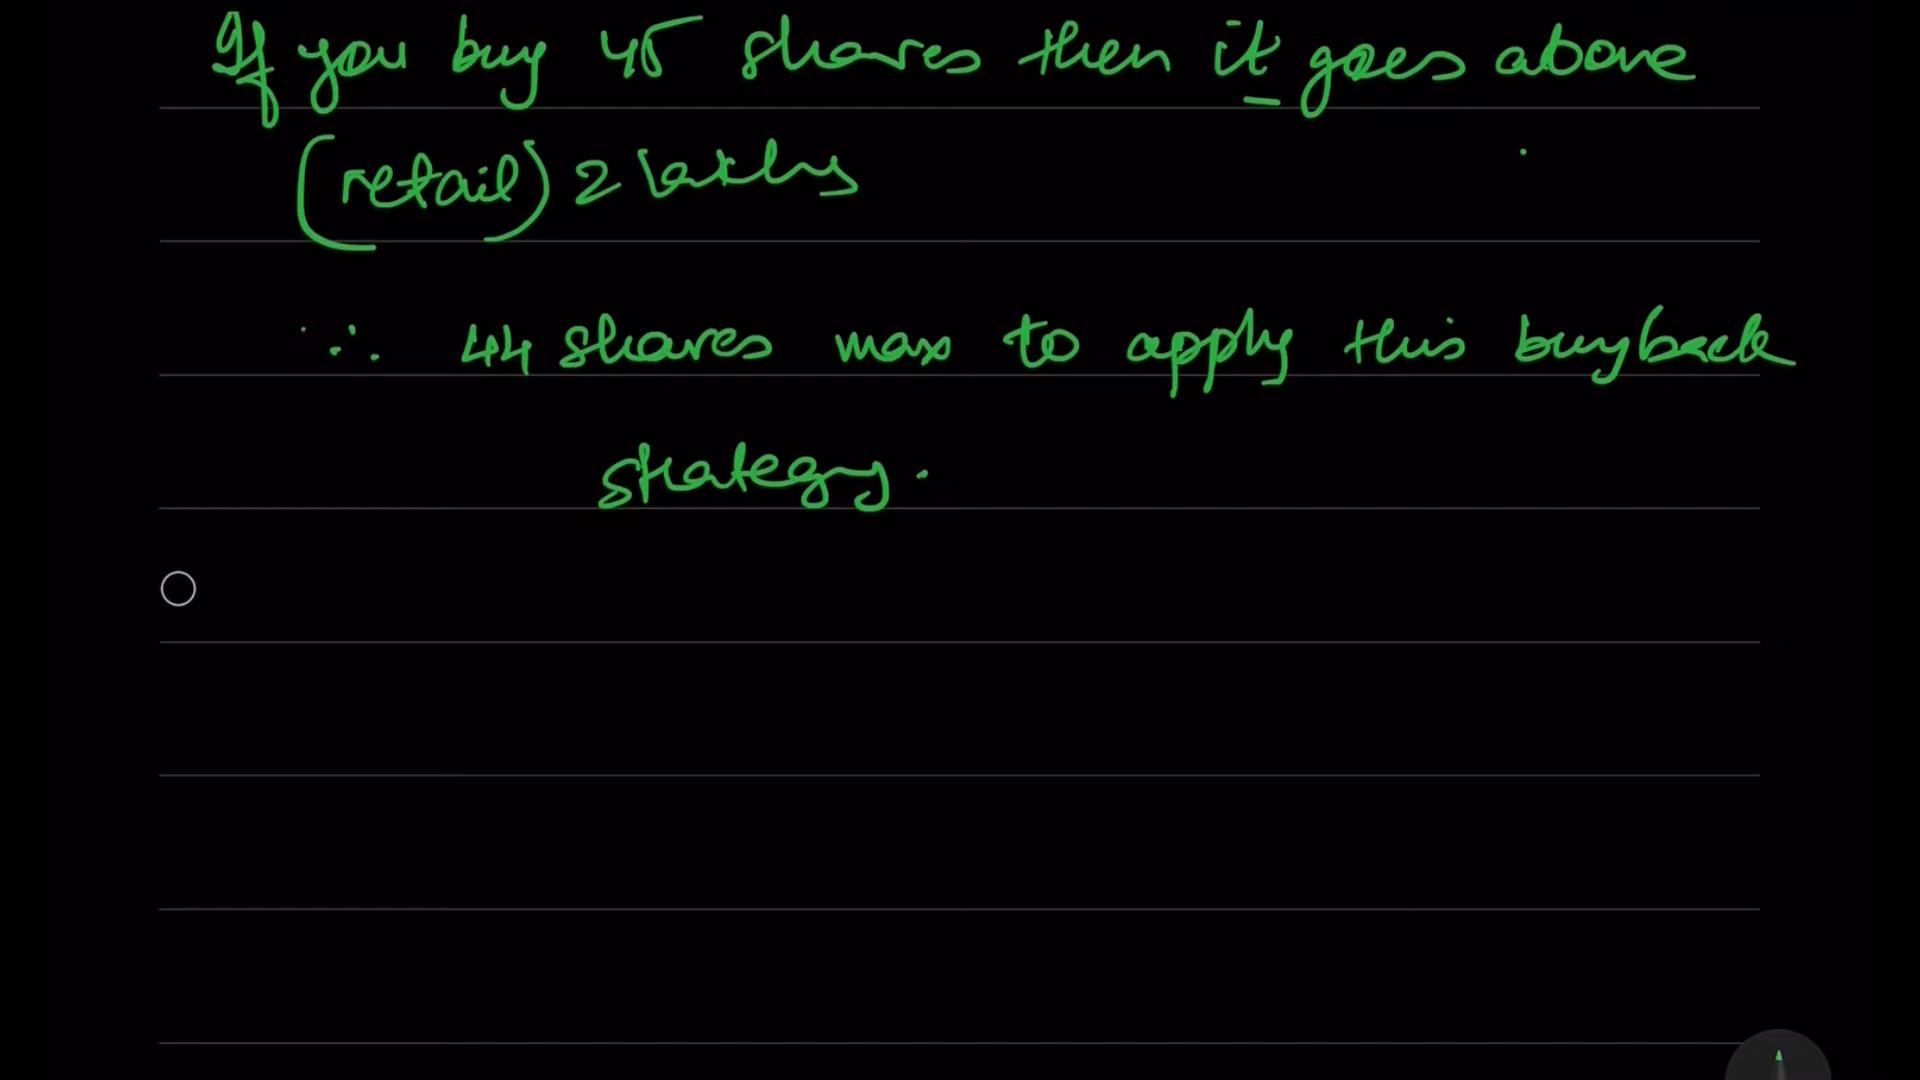 If you buy 45 shares then it goes above
(retail) 2 lakhs
∴ 44 shares max to apply this buyback
strategy.